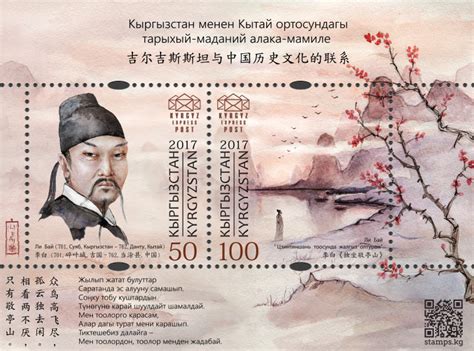 Кыргызстан менен Кытай ортосундагы
тарыхый-маданий алака-мамиле
吉尔吉斯斯坦与中国历史文化的联系
KYRGYZ
EXPRESS
POST
2017
КЫРГЫЗСТАН
KYRGYZSTAN
50
Ли Бай (701, Суяб, Кыргызстан - 762, Данту, Кытай)
李白 (701, 碎叶城, 吉国 - 762, 当涂县, 中国)
KYRGYZ
EXPRESS
POST
2017
КЫРГЫЗСТАН
KYRGYZSTAN
100
Ли Бай
тоосунда жалгыз олтурам
李白《独坐敬亭山》
众鸟高飞尽，
孤云独去闲。
相看两不厌，
只有敬亭山。
Жылып жатат булуттар
Сараганда эс алууну самашып.
Соңку тобу куштардын
Түнөгүнө карай шуулдайт шамалдай.
Мен тоолорго карасам,
Алар дагы турат мени карашып.
Тиктешебиз далайга –
Мен тоолордон, тоолор менден жадабай.
stamps.kg